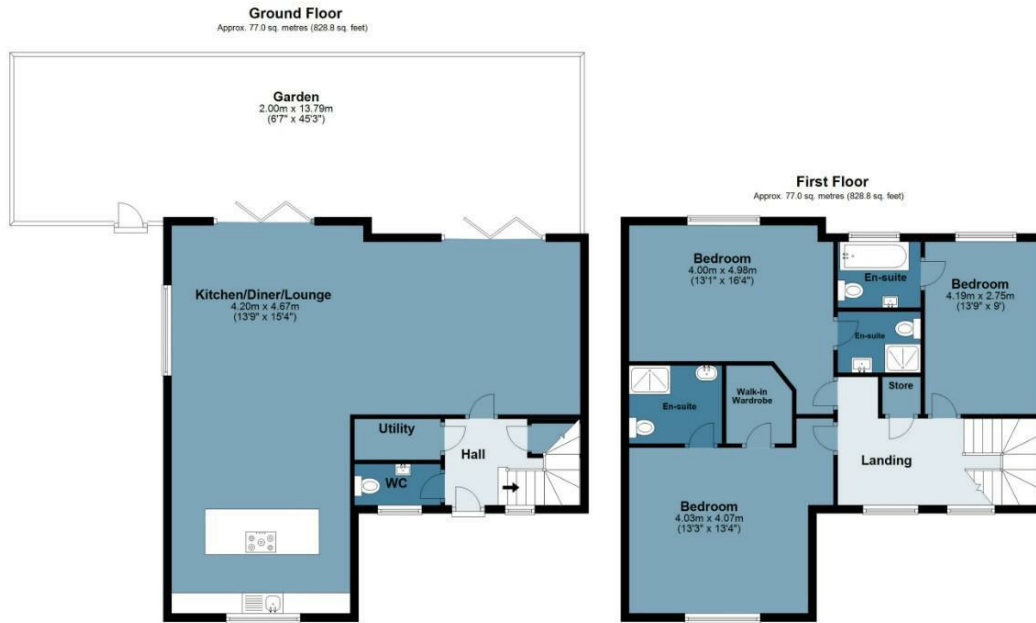 Ground Floor
Approx. 77.0 sq. metres (828.8 sq. feet)
Garden
2.00m x 13.79m
(6'7" x 45'3")
Kitchen/Diner/Lounge
4.20m x 4.67m
(13'9" x 15'4")
Utility
WC
Hall
First Floor
Approx. 77.0 sq. metres (828.8 sq. feet)
Bedroom
4.00m x 4.98m
(13'1" x 16'4")
En-suite
Bedroom
4.19m x 2.75m
(13'9" x 9')
En-suite
Store
Walk-in
Wardrobe
En-suite
Landing
Bedroom
4.03m x 4.07m
(13'3" x 13'4")